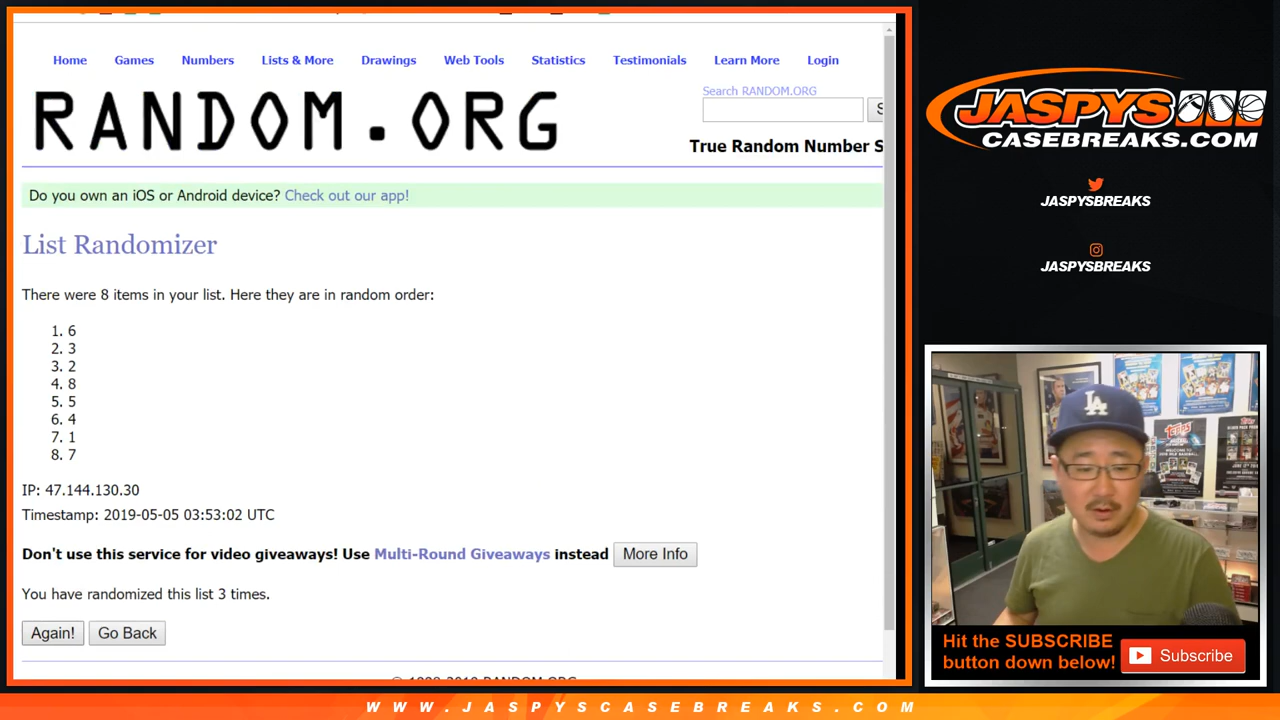 Home Games Numbers Lists & More Drawings Web Tools Statistics Testimonials Learn More Login
RANDOM.ORG
Search RANDOM.ORG
True Random Number S
Do you own an iOS or Android device? Check out our app!
List Randomizer
There were 8 items in your list. Here they are in random order:
1. 6
2. 3
3. 2
4. 8
5. 5
6. 4
7. 1
8. 7
IP: 47.144.130.30
Timestamp: 2019-05-05 03:53:02 UTC
Don't use this service for video giveaways! Use Multi-Round Giveaways instead More Info
You have randomized this list 3 times.
Again! Go Back
JASPYS
CASEBREAKS.COM
JASPYSBREAKS
JASPYSBREAKS
LA
TOPPS
Hit the SUBSCRIBE
button down below!
Subscribe
WWW.JASPYSCASEBREAKS.COM